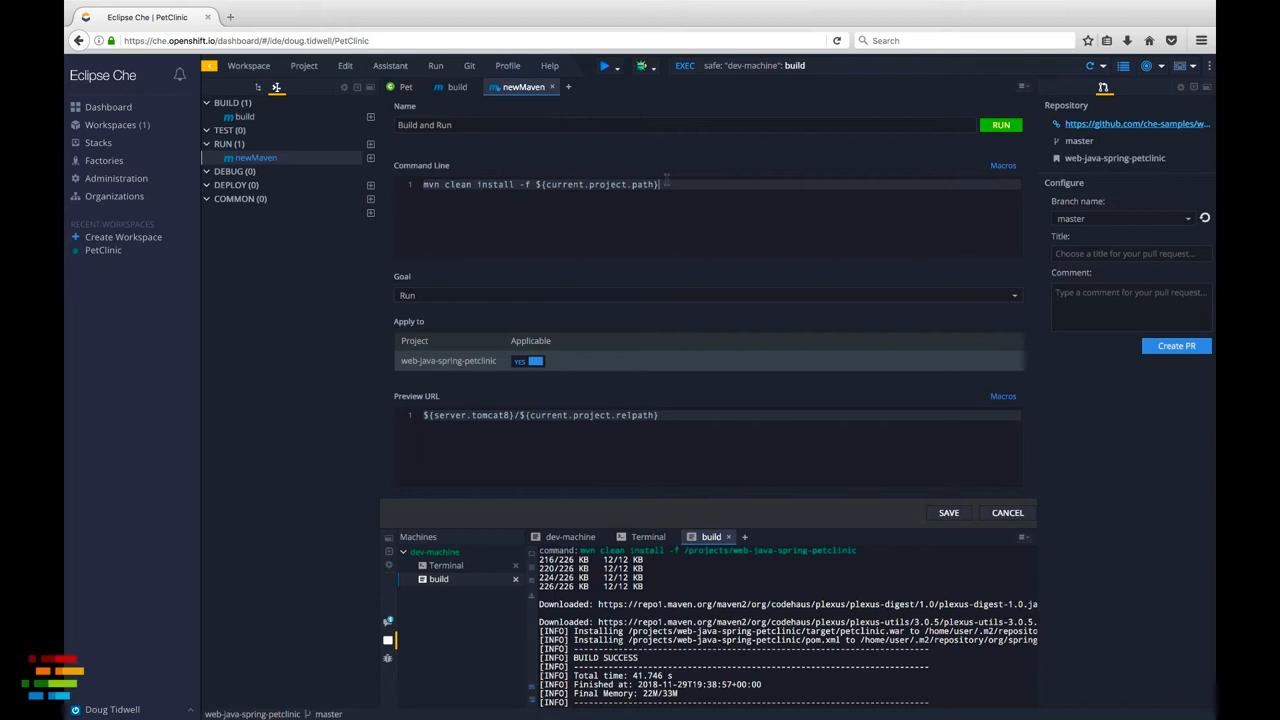 Eclipse Che | PetClinic
https://che.openshift.io/dashboard/#/ide/doug.tidwell/PetClinic
Search
Eclipse Che
Workspace Project Edit Assistant Run Git Profile Help
EXEC safe: "dev-machine": build
Dashboard
Workspaces (1)
Stacks
Factories
Administration
Organizations
RECENT WORKSPACES
Create Workspace
PetClinic
BUILD (1)
build
TEST (0)
RUN (1)
newMaven
DEBUG (0)
DEPLOY (0)
COMMON (0)
Pet build newMaven
Name
Build and Run
RUN
Command Line
Macros
1 mvn clean install -f ${current.project.path}
Goal
Run
Apply to
Project Applicable
web-java-spring-petclinic YES
Preview URL
Macros
1 ${server.tomcat8}/${current.project.relpath}
SAVE CANCEL
Repository
https://github.com/che-samples/w...
master
web-java-spring-petclinic
Configure
Branch name:
master
Title:
Choose a title for your pull request...
Comment:
Type a comment for your pull request...
Create PR
Machines
dev-machine
Terminal
build
dev-machine Terminal build
command:mvn clean install -f /projects/web-java-spring-petclinic
216/226 KB 12/12 KB
220/226 KB 12/12 KB
224/226 KB 12/12 KB
226/226 KB 12/12 KB
Downloaded: https://repo1.maven.org/maven2/org/codehaus/plexus/plexus-digest/1.0/plexus-digest-1.0.ja
Downloaded: https://repo1.maven.org/maven2/org/codehaus/plexus/plexus-utils/3.0.5/plexus-utils-3.0.5.
[INFO] Installing /projects/web-java-spring-petclinic/target/petclinic.war to /home/user/.m2/reposito
[INFO] Installing /projects/web-java-spring-petclinic/pom.xml to /home/user/.m2/repository/org/spring
[INFO] ------------------------------------------------------------------------
[INFO] BUILD SUCCESS
[INFO] ------------------------------------------------------------------------
[INFO] Total time: 41.746 s
[INFO] Finished at: 2018-11-29T19:38:57+00:00
[INFO] Final Memory: 22M/33M
[INFO] ------------------------------------------------------------------------
Doug Tidwell
web-java-spring-petclinic master